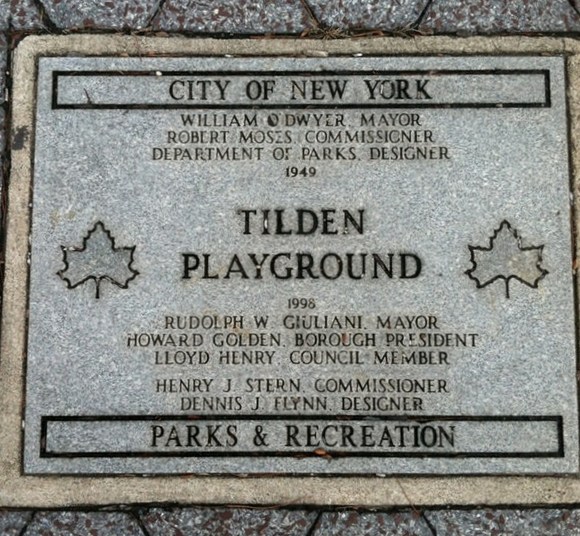 CITY OF NEW YORK
WILLIAM O'DWYER, MAYOR
ROBERT MOSES, COMMISSIONER
DEPARTMENT OF PARKS, DESIGNER
1949
TILDEN
PLAYGROUND
1998
RUDOLPH W. GIULIANI, MAYOR
HOWARD GOLDEN, BOROUGH PRESIDENT
LLOYD HENRY, COUNCIL MEMBER
HENRY J. STERN, COMMISSIONER
DENNIS J. FLYNN, DESIGNER
PARKS & RECREATION